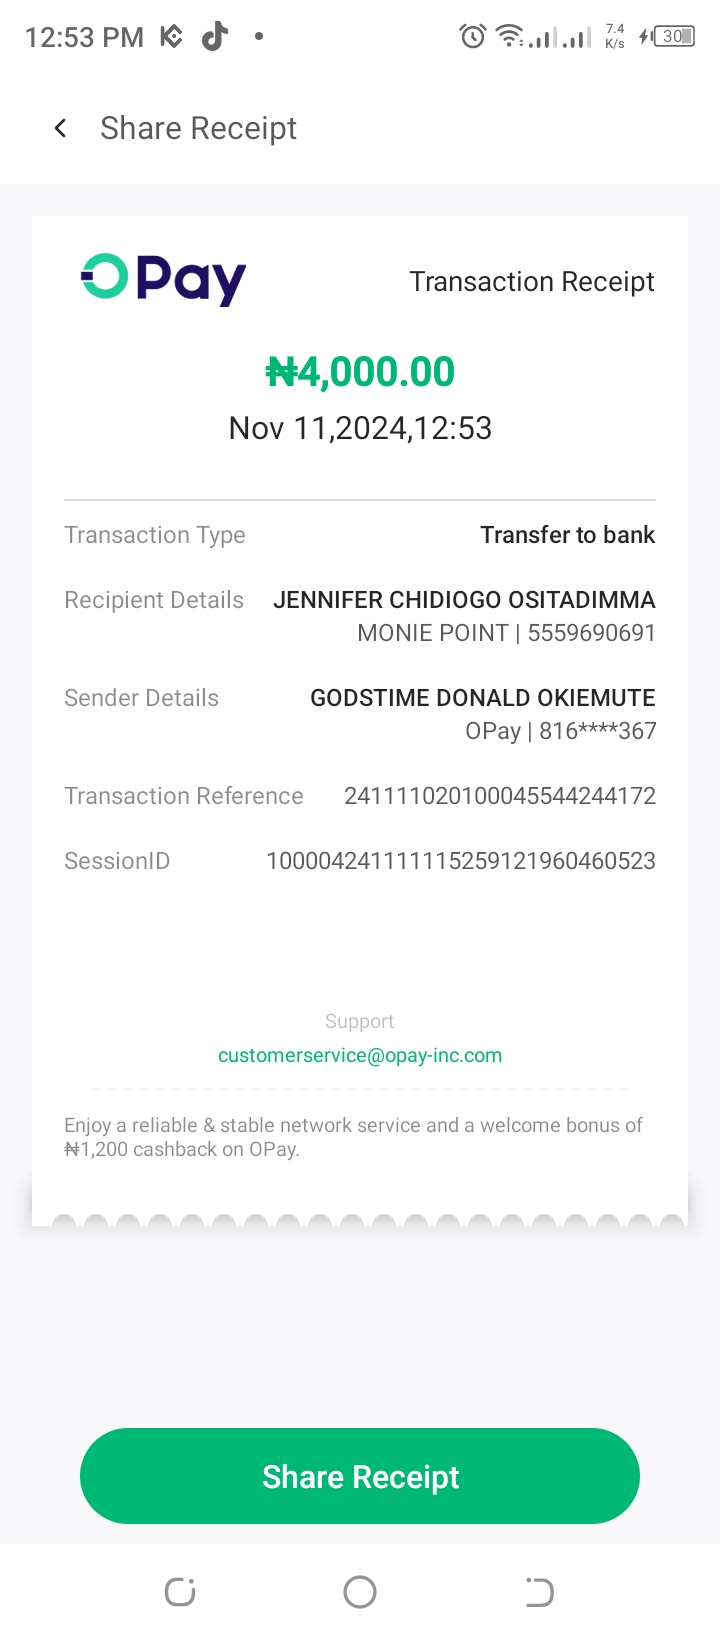 12:53 PM
7.4
K/s
30
Share Receipt
OPay
Transaction Receipt
₦4,000.00
Nov 11,2024,12:53
Transaction Type Transfer to bank
Recipient Details JENNIFER CHIDIOGO OSITADIMMA
MONIE POINT | 5559690691
Sender Details GODSTIME DONALD OKIEMUTE
OPay | 816****367
Transaction Reference 241111020100045544244172
SessionID 100004241111115259121960460523
Support
customerservice@opay-inc.com
Enjoy a reliable & stable network service and a welcome bonus of
₦1,200 cashback on OPay.
Share Receipt